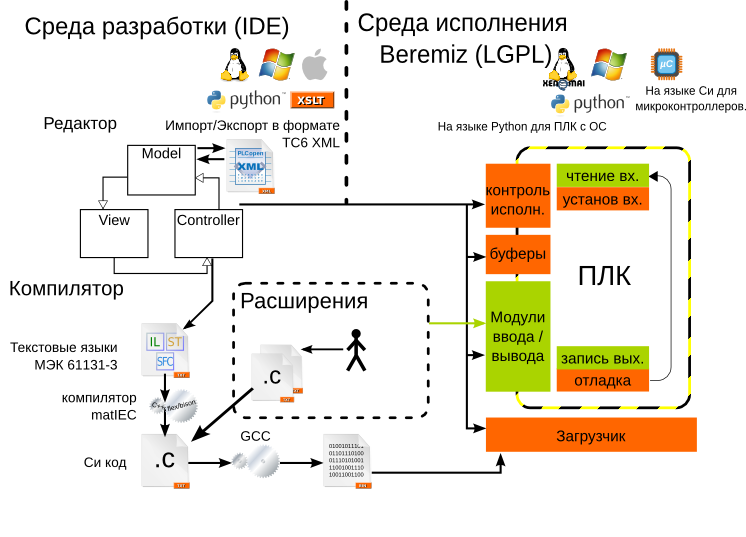 Среда разработки (IDE)
Среда исполнения
Beremiz (LGPL)
XENOMAI
µC
На языке Си для
микроконтроллеров.
python
XSLT
python
На языке Python для ПЛК с ОС
Редактор
Импорт/Экспорт в формате
TC6 XML
Model
PLCopen
XML
View
Controller
контроль
исполн.
чтение вх.
установ вх.
буферы
ПЛК
Компилятор
Расширения
Модули
ввода /
вывода
Текстовые языки
МЭК 61131-3
IL
ST
SFC
запись вых.
отладка
.c
компилятор
matIEC
C++
flex/bison
GCC
Загрузчик
Си код
.c
01001011101
01101110100
01110101001
11001001110
10011001100